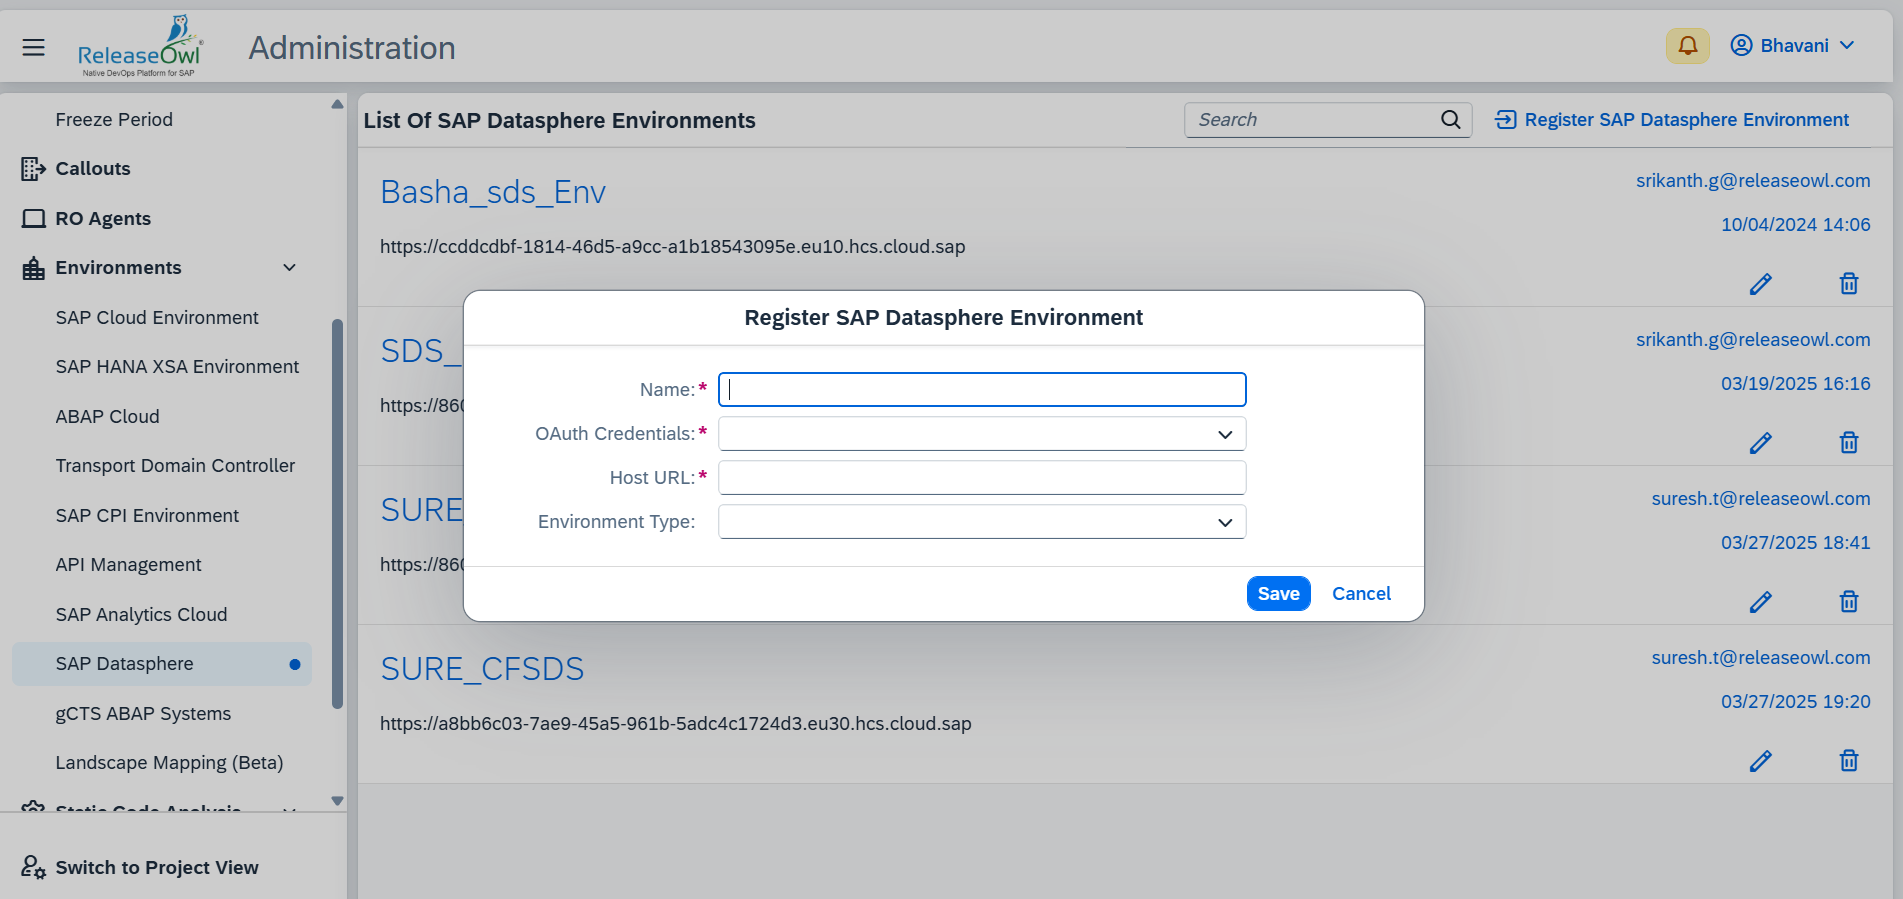 ReleaseOwl®
Native DevOps Platform for SAP
Administration
Bhavani
Freeze Period
Callouts
RO Agents
Environments
SAP Cloud Environment
SAP HANA XSA Environment
ABAP Cloud
Transport Domain Controller
SAP CPI Environment
API Management
SAP Analytics Cloud
SAP Datasphere
gCTS ABAP Systems
Landscape Mapping (Beta)
Static Code Analysis
Switch to Project View
List Of SAP Datasphere Environments
Search
Register SAP Datasphere Environment
Basha_sds_Env
srikanth.g@releaseowl.com
10/04/2024 14:06
https://ccddcdbf-1814-46d5-a9cc-a1b18543095e.eu10.hcs.cloud.sap
SDS_
srikanth.g@releaseowl.com
03/19/2025 16:16
https://860
SURE
suresh.t@releaseowl.com
03/27/2025 18:41
https://860
SURE_CFSDS
suresh.t@releaseowl.com
03/27/2025 19:20
https://a8bb6c03-7ae9-45a5-961b-5adc4c1724d3.eu30.hcs.cloud.sap
Register SAP Datasphere Environment
Name:*
OAuth Credentials:*
Host URL:*
Environment Type:
Save
Cancel